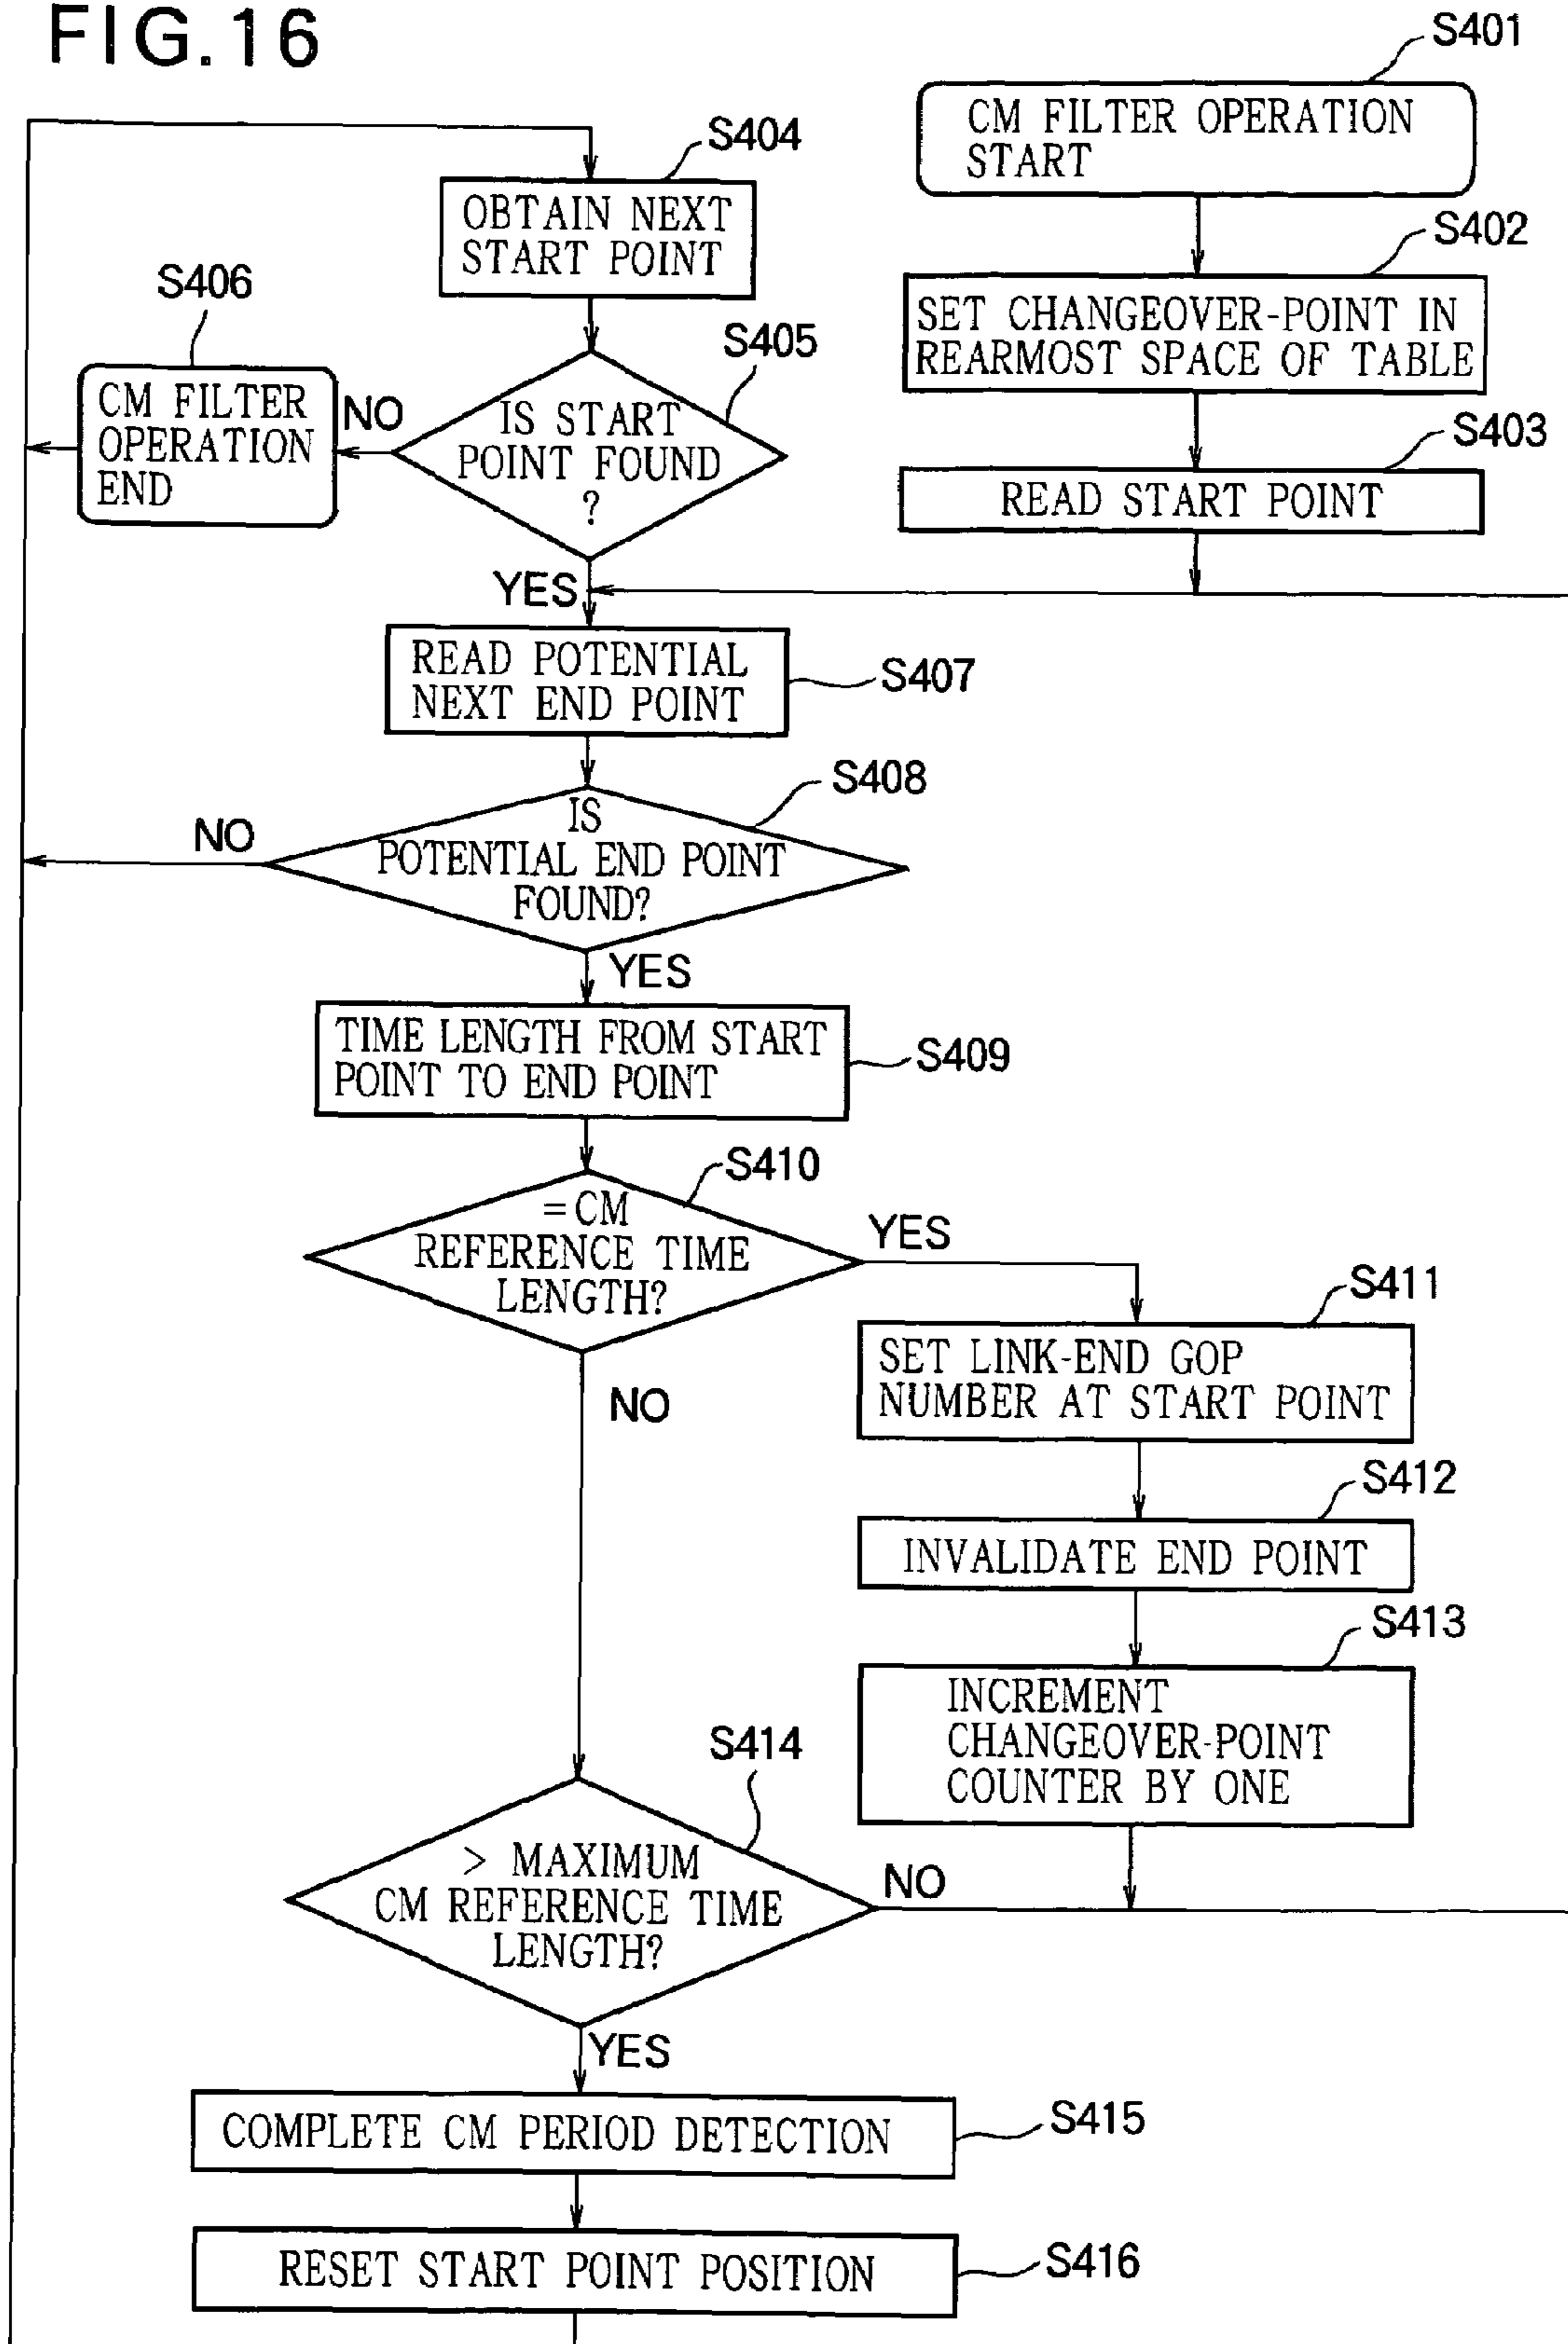 FIG.16
S401
CM FILTER OPERATION
START
S402
SET CHANGEOVER-POINT IN
REARMOST SPACE OF TABLE
S403
READ START POINT
S404
OBTAIN NEXT
START POINT
S405
IS START
POINT FOUND
?
NO
S406
CM FILTER
OPERATION
END
YES
READ POTENTIAL
NEXT END POINT
S407
S408
IS
POTENTIAL END POINT
FOUND?
NO
YES
TIME LENGTH FROM START
POINT TO END POINT
S409
S410
=CM
REFERENCE TIME
LENGTH?
YES
NO
S411
SET LINK-END GOP
NUMBER AT START POINT
S412
INVALIDATE END POINT
S413
INCREMENT
CHANGEOVER-POINT
COUNTER BY ONE
S414
> MAXIMUM
CM REFERENCE TIME
LENGTH?
NO
YES
COMPLETE CM PERIOD DETECTION
S415
RESET START POINT POSITION
S416